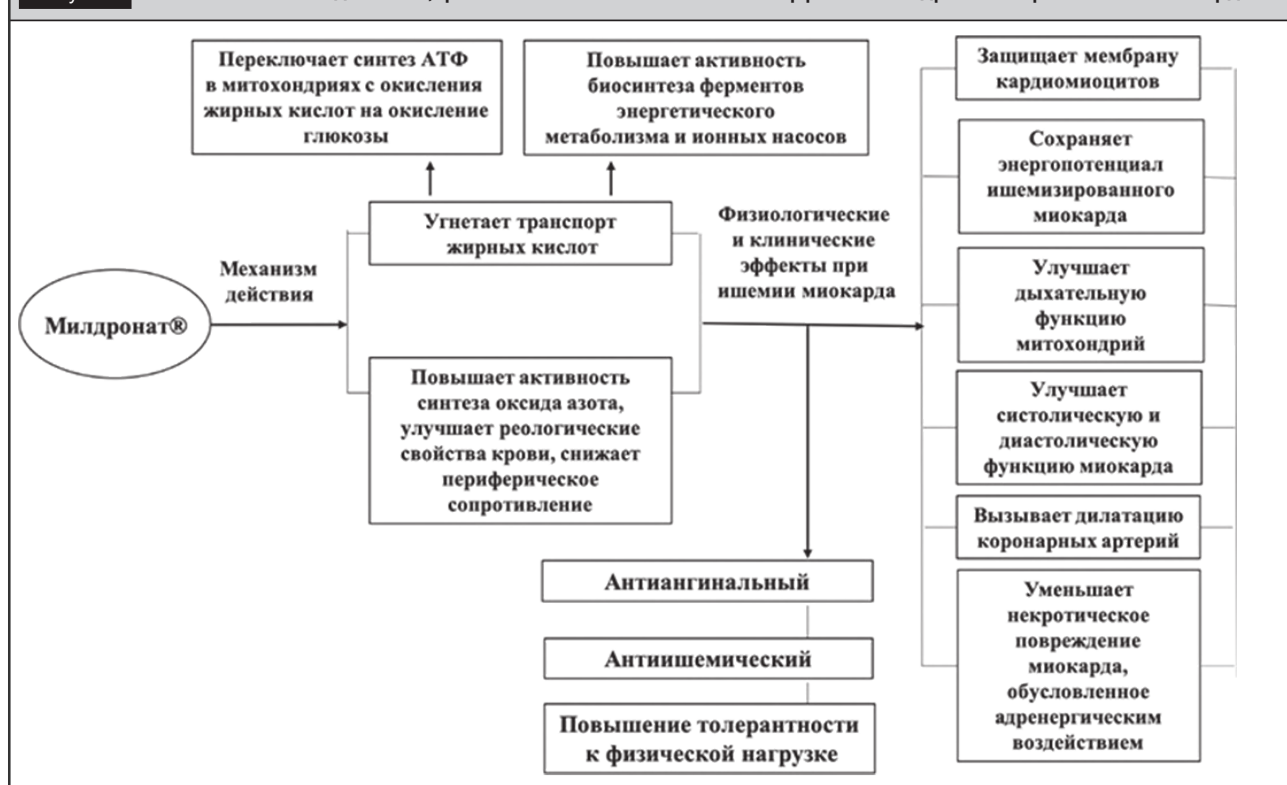 Переключает синтез АТФ
в митохондриях с окисления
жирных кислот на окисление
глюкозы
Повышает активность
биосинтеза ферментов
энергетического
метаболизма и ионных насосов
Угнетает транспорт
жирных кислот
Механизм
действия
Милдронат®
Повышает активность
синтеза оксида азота,
улучшает реологические
свойства крови, снижает
периферическое
сопротивление
Физиологические
и клинические
эффекты при
ишемии миокарда
Антиангинальный
Антиишемический
Повышение толерантности
к физической нагрузке
Защищает мембрану
кардиомиоцитов
Сохраняет
энергопотенциал
ишемизированного
миокарда
Улучшает
дыхательную
функцию
митохондрий
Улучшает
систолическую и
диастолическую
функцию миокарда
Вызывает дилатацию
коронарных артерий
Уменьшает
некротическое
повреждение
миокарда,
обусловленное
адренергическим
воздействием